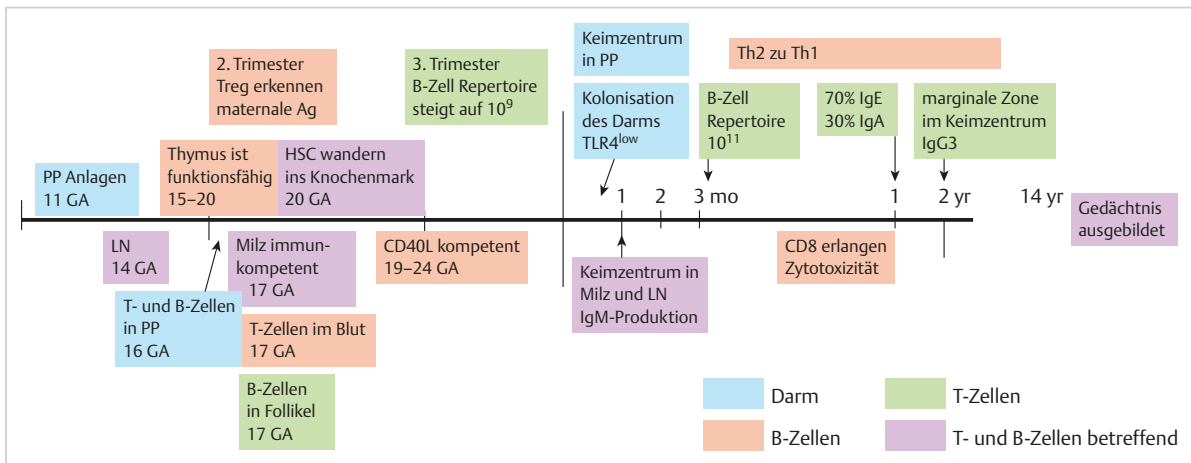 2. Trimester
Treg erkennen
maternale Ag
3. Trimester
B-Zell Repertoire
steigt auf 10⁹
Keimzentrum
in PP
Th2 zu Th1
Kolonisation
des Darms
TLR4ˡᵒʷ
B-Zell
Repertoire
10¹¹
70% IgE
30% IgA
marginale Zone
im Keimzentrum
IgG3
PP Anlagen
11 GA
Thymus ist
funktionsfähig
15–20
HSC wandern
ins Knochenmark
20 GA
1 2 3 mo 1 2 yr 14 yr
Gedächtnis
ausgebildet
LN
14 GA
Milz immun-
kompetent
17 GA
CD40L kompetent
19–24 GA
Keimzentrum in
Milz und LN
IgM-Produktion
CD8 erlangen
Zytotoxizität
T- und B-Zellen
in PP
16 GA
T-Zellen im Blut
17 GA
B-Zellen
in Follikel
17 GA
Darm
T-Zellen
B-Zellen
T- und B-Zellen betreffend